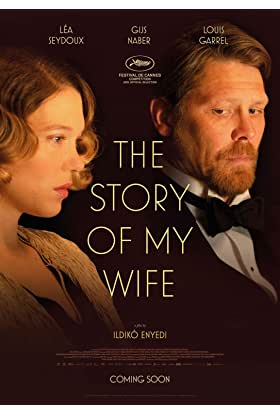 LÉA
SEYDOUX
GIJS
NABER
LOUIS
GARREL
FESTIVAL DE CANNES
THE
STORY
OF MY
WIFE
a film by
ILDIKÓ ENYEDI
COMING SOON